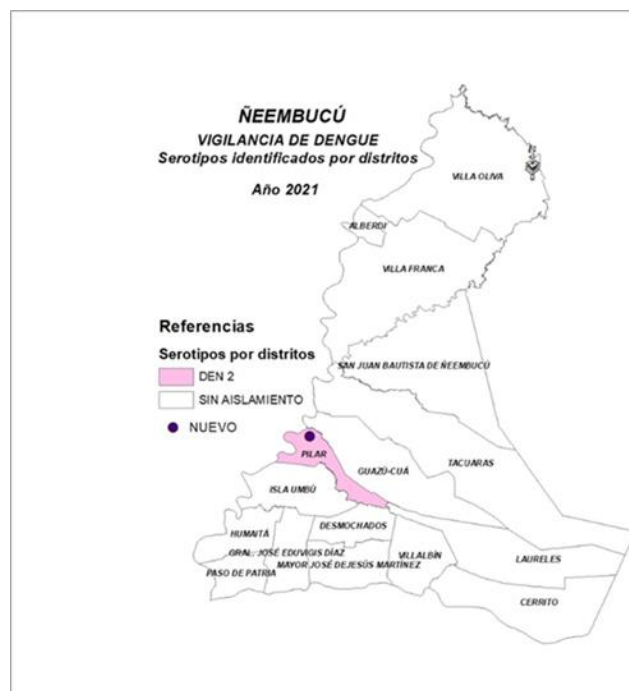 ÑEEMBUCÚ
VIGILANCIA DE DENGUE
Serotipos identificados por distritos
Año 2021
VILLA OLIVA
ALBERDI
VILLA FRANCA
Referencias
Serotipos por distritos
DEN 2
SIN AISLAMIENTO
NUEVO
SAN JUAN BAUTISTA DE ÑEEMBUCÚ
PILAR
GUAZÚ-CUÁ
TACUARAS
ISLA UMBÚ
DESMOCHADOS
HUMAITÁ
GRAL. JOSÉ EDUVIGIS DÍAZ
VILLALBÍN
LAURELES
PASO DE PATRIA
MAYOR JOSÉ DEJESÚS MARTÍNEZ
CERRITO